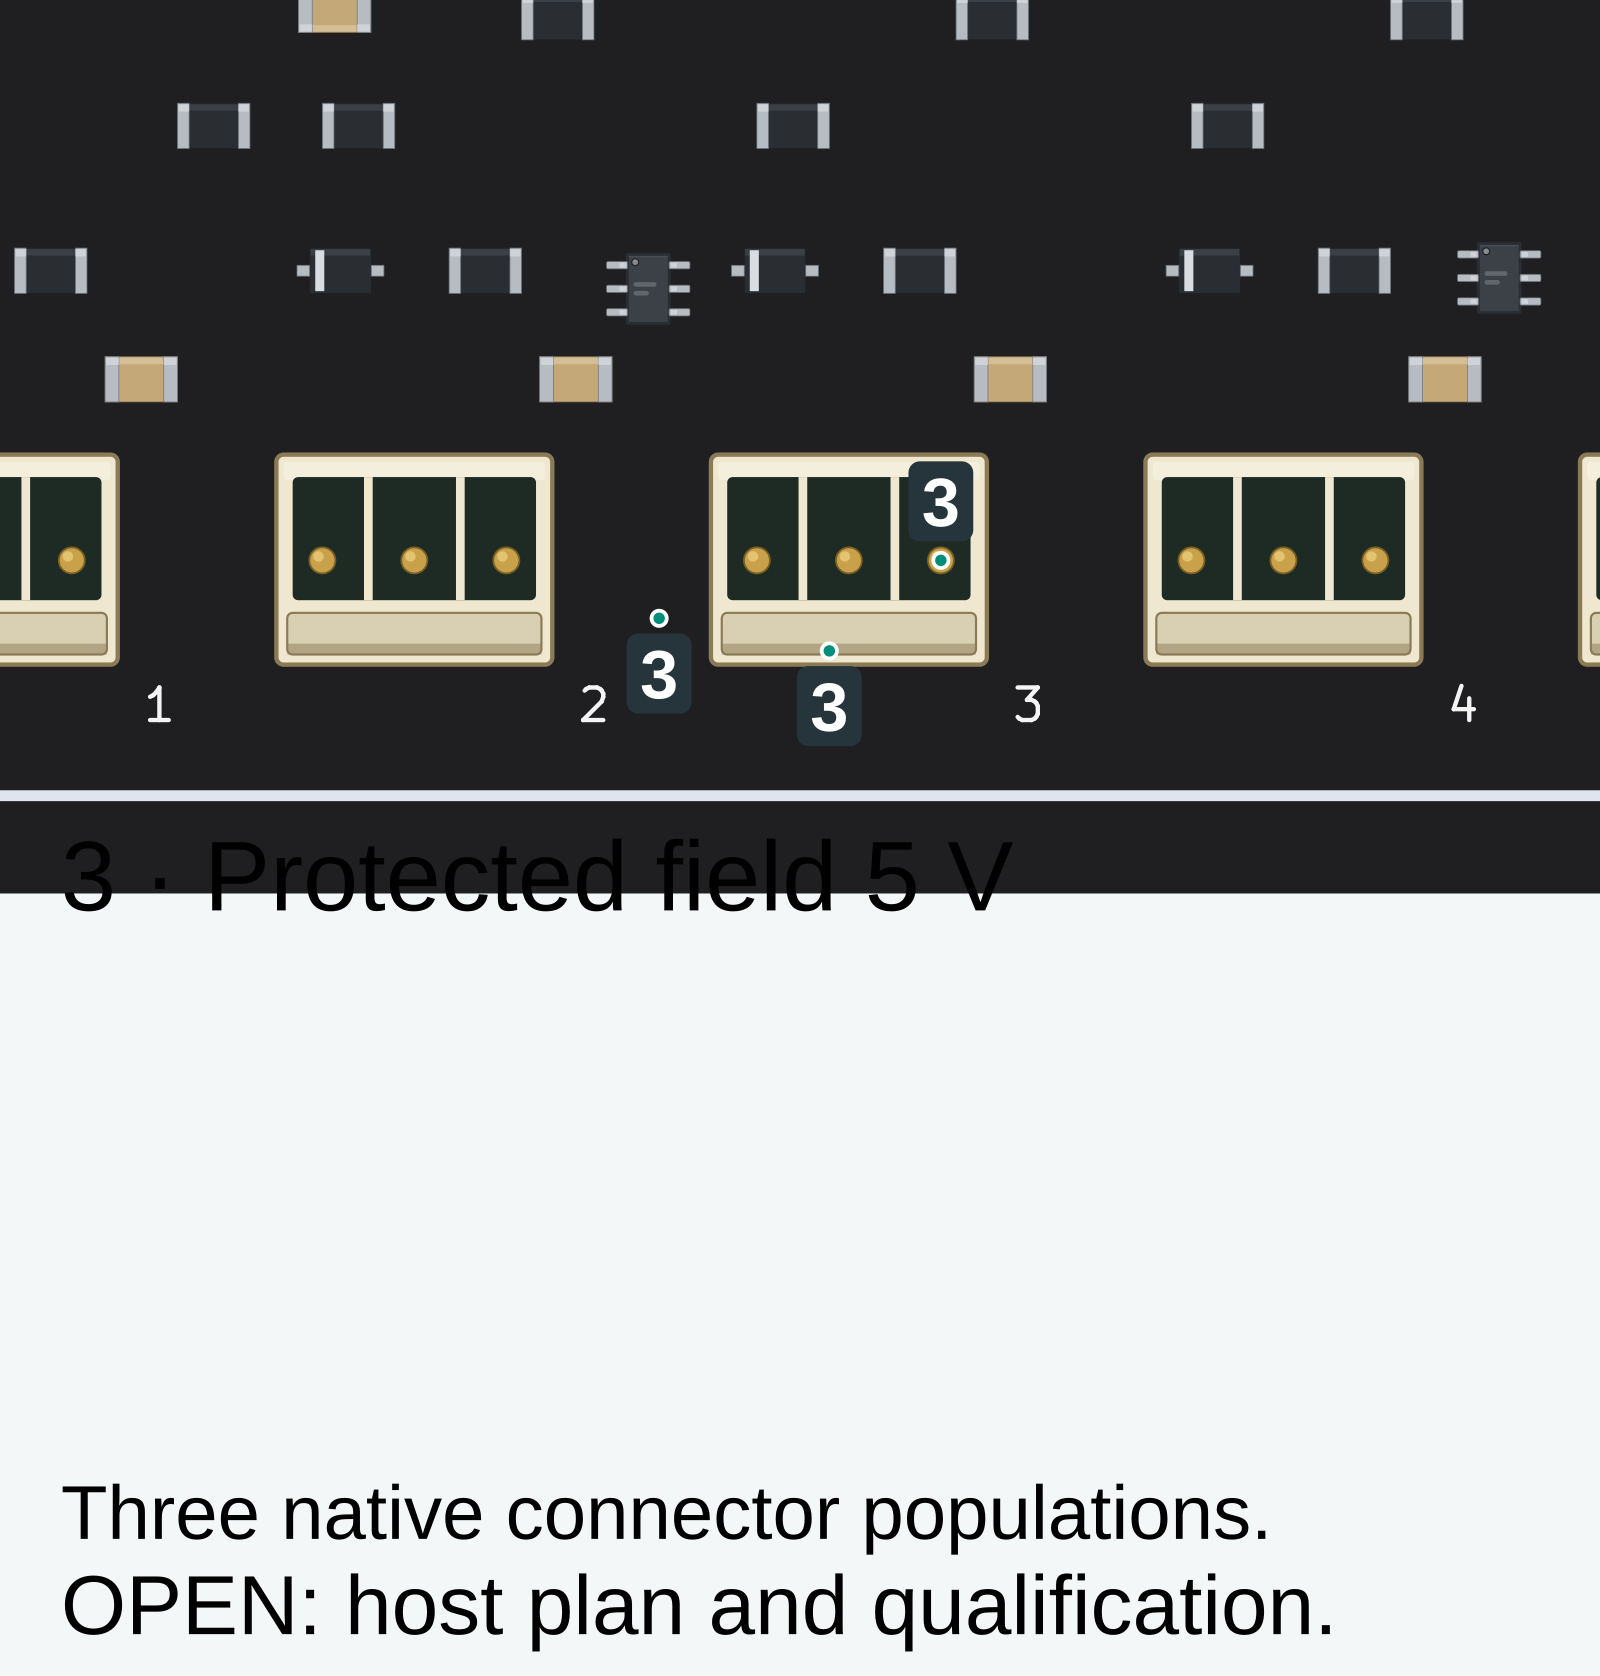 3
3
3
1
2
3
4
3 · Protected field 5 V
Three native connector populations.
OPEN: host plan and qualification.